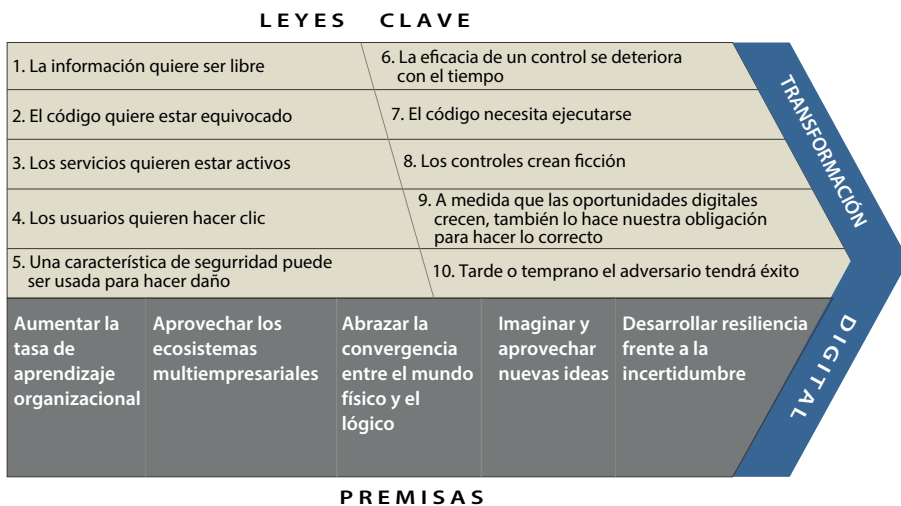 LEYES CLAVE
1. La información quiere ser libre
2. El código quiere estar equivocado
3. Los servicios quieren estar activos
4. Los usuarios quieren hacer clic
5. Una característica de segurridad puede
ser usada para hacer daño
6. La eficacia de un control se deteriora
con el tiempo
7. El código necesita ejecutarse
8. Los controles crean ficción
9. A medida que las oportunidades digitales
crecen, también lo hace nuestra obligación
para hacer lo correcto
10. Tarde o temprano el adversario tendrá éxito
Aumentar la
tasa de
aprendizaje
organizacional
Aprovechar los
ecosistemas
multiempresariales
Abrazar la
convergencia
entre el mundo
físico y el
lógico
Imaginar y
aprovechar
nuevas ideas
Desarrollar resiliencia
frente a la
incertidumbre
TRANSFORMACIÓN
DIGITAL
PREMISAS